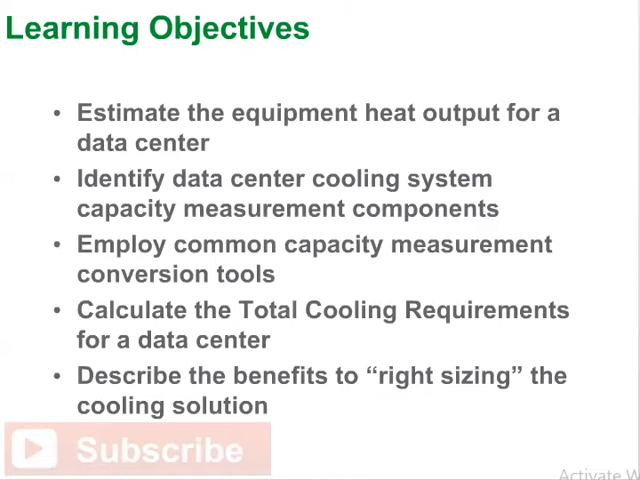 Learning Objectives
• Estimate the equipment heat output for a
data center
• Identify data center cooling system
capacity measurement components
• Employ common capacity measurement
conversion tools
• Calculate the Total Cooling Requirements
for a data center
• Describe the benefits to “right sizing” the
cooling solution
Subscribe
Activate W